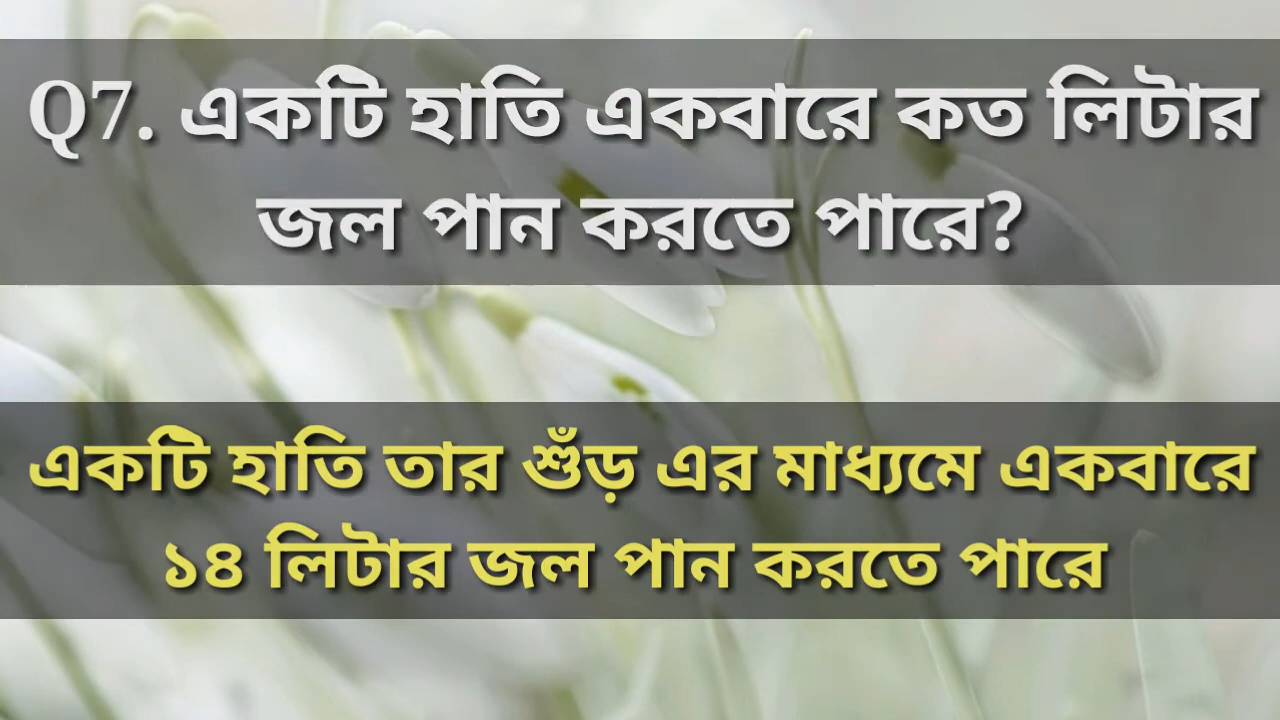 Q7. একটি হাতি একবারে কত লিটার
জল পান করতে পারে?
একটি হাতি তার শুঁড় এর মাধ্যমে একবারে
১৪ লিটার জল পান করতে পারে